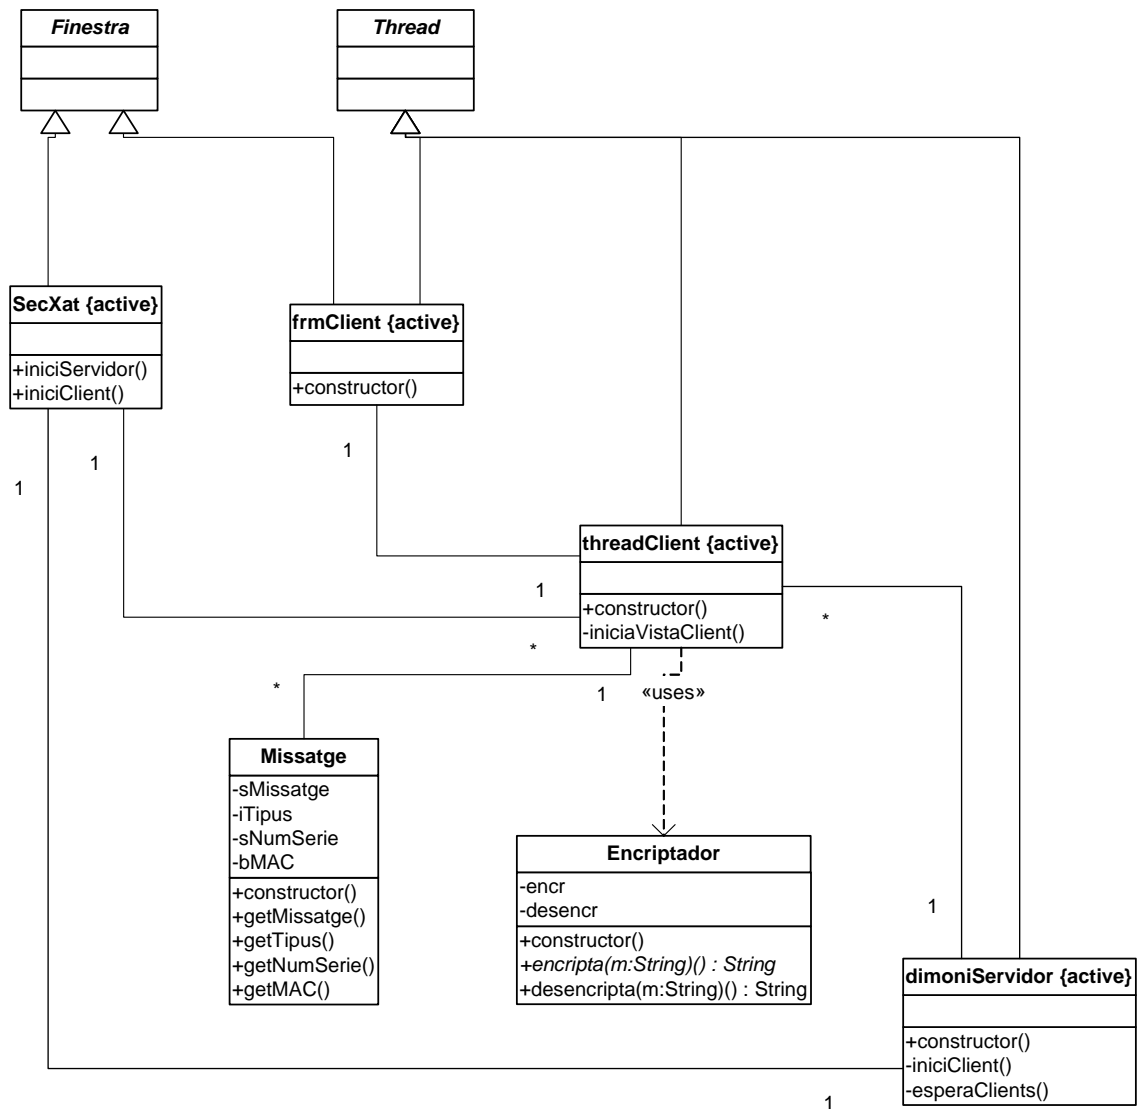 Finestra
Thread
SecXat {active}
+iniciServidor()
+iniciClient()
frmClient {active}
+constructor()
1
1
1
threadClient {active}
+constructor()
-iniciaVistaClient()
1
*
*
*
1
«uses»
Missatge
-sMissatge
-iTipus
-sNumSerie
-bMAC
+constructor()
+getMissatge()
+getTipus()
+getNumSerie()
+getMAC()
Encriptador
-encr
-desencr
+constructor()
+encripta(m:String)() : String
+desencripta(m:String)() : String
1
dimoniServidor {active}
+constructor()
-iniciClient()
-esperaClients()
1